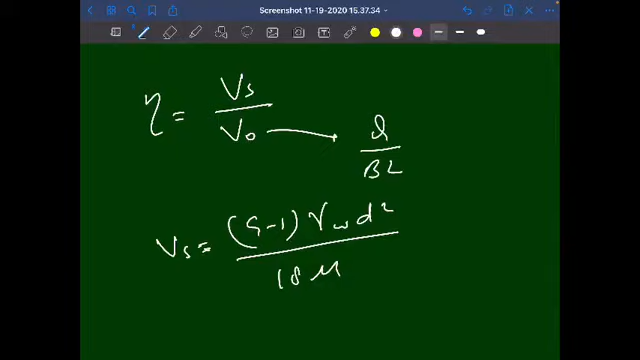 Screenshot 11-19-2020 15.37.34
η = Vs / Vo → Q / BL
Vs = (G-1) γw d² / 18 μ